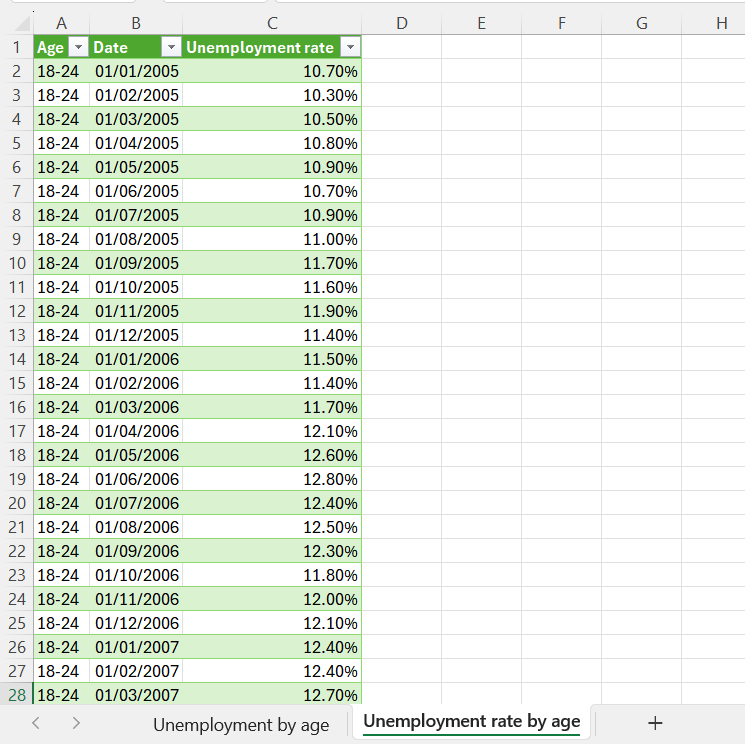 A B C D E F G H
1 Age Date Unemployment rate
2 18-24 01/01/2005 10.70%
3 18-24 01/02/2005 10.30%
4 18-24 01/03/2005 10.50%
5 18-24 01/04/2005 10.80%
6 18-24 01/05/2005 10.90%
7 18-24 01/06/2005 10.70%
8 18-24 01/07/2005 10.90%
9 18-24 01/08/2005 11.00%
10 18-24 01/09/2005 11.70%
11 18-24 01/10/2005 11.60%
12 18-24 01/11/2005 11.90%
13 18-24 01/12/2005 11.40%
14 18-24 01/01/2006 11.50%
15 18-24 01/02/2006 11.40%
16 18-24 01/03/2006 11.70%
17 18-24 01/04/2006 12.10%
18 18-24 01/05/2006 12.60%
19 18-24 01/06/2006 12.80%
20 18-24 01/07/2006 12.40%
21 18-24 01/08/2006 12.50%
22 18-24 01/09/2006 12.30%
23 18-24 01/10/2006 11.80%
24 18-24 01/11/2006 12.00%
25 18-24 01/12/2006 12.10%
26 18-24 01/01/2007 12.40%
27 18-24 01/02/2007 12.40%
28 18-24 01/03/2007 12.70%
Unemployment by age Unemployment rate by age